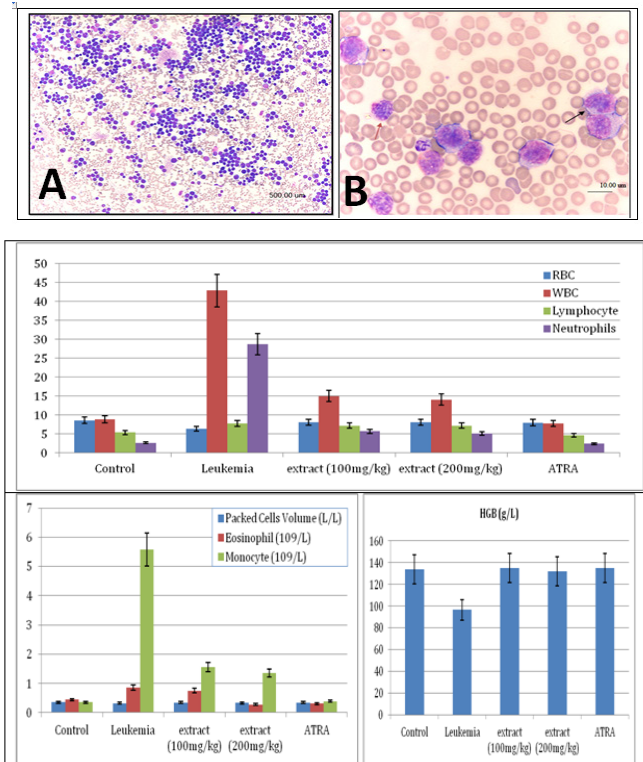 A
500.00 um
B
10.00 um
50
45
40
35
30
25
20
15
10
5
0
RBC
WBC
Lymphocyte
Neutrophils
Control
Leukemia
extract (100mg/kg)
extract (200mg/kg)
ATRA
7
6
5
4
3
2
1
0
Packed Cells Volume (L/L)
Eosinophil (109/L)
Monocyte (109/L)
Control
Leukemia
extract
(100mg/kg)
extract
(200mg/kg)
ATRA
HGB (g/L)
160
140
120
100
80
60
40
20
0
Control
Leukemia
extract
(100mg/kg)
extract
(200mg/kg)
ATRA